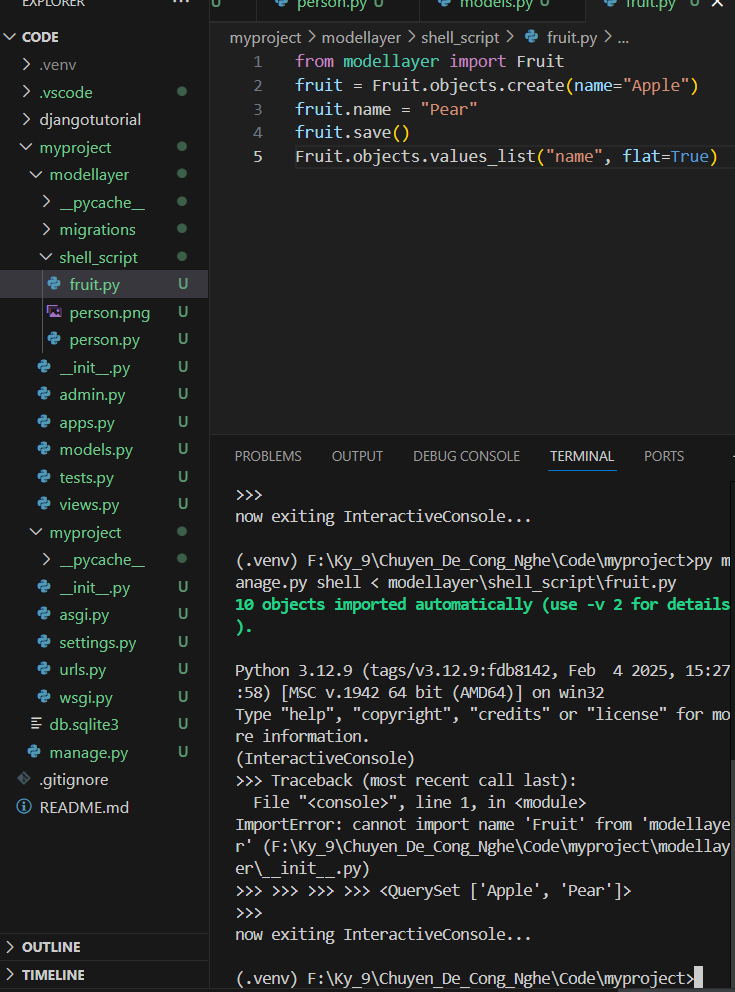 EXPLORER
...
U
person.py U
models.py U
fruit.py U
CODE
.venv
.vscode
djangotutorial
myproject
modellayer
__pycache__
migrations
shell_script
fruit.py U
person.png U
person.py U
__init__.py U
admin.py U
apps.py U
models.py U
tests.py U
views.py U
myproject
__pycache__
__init__.py U
asgi.py U
settings.py U
urls.py U
wsgi.py U
db.sqlite3 U
manage.py U
.gitignore
README.md
OUTLINE
TIMELINE
myproject > modellayer > shell_script > fruit.py > ...
1 from modellayer import Fruit
2 fruit = Fruit.objects.create(name="Apple")
3 fruit.name = "Pear"
4 fruit.save()
5 Fruit.objects.values_list("name", flat=True)
PROBLEMS OUTPUT DEBUG CONSOLE TERMINAL PORTS
>>>
now exiting InteractiveConsole...
(.venv) F:\Ky_9\Chuyen_De_Cong_Nghe\Code\myproject>py m
anage.py shell < modellayer\shell_script\fruit.py
10 objects imported automatically (use -v 2 for details
).
Python 3.12.9 (tags/v3.12.9:fdb8142, Feb  4 2025, 15:27
:58) [MSC v.1942 64 bit (AMD64)] on win32
Type "help", "copyright", "credits" or "license" for mo
re information.
(InteractiveConsole)
>>> Traceback (most recent call last):
  File "<console>", line 1, in <module>
ImportError: cannot import name 'Fruit' from 'modellaye
r' (F:\Ky_9\Chuyen_De_Cong_Nghe\Code\myproject\modellay
er\__init__.py)
>>> >>> >>> >>> <QuerySet ['Apple', 'Pear']>
>>>
now exiting InteractiveConsole...
(.venv) F:\Ky_9\Chuyen_De_Cong_Nghe\Code\myproject>